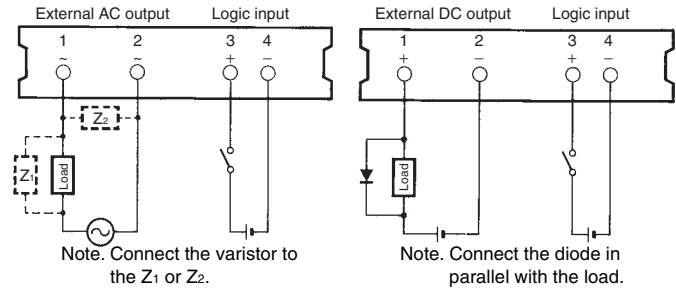 External AC output Logic input
1 2 3 4
~ ~ + −
Z2
Z1
Load
Note. Connect the varistor to
the Z1 or Z2.
External DC output Logic input
1 2 3 4
+ − + −
Load
Note. Connect the diode in
parallel with the load.